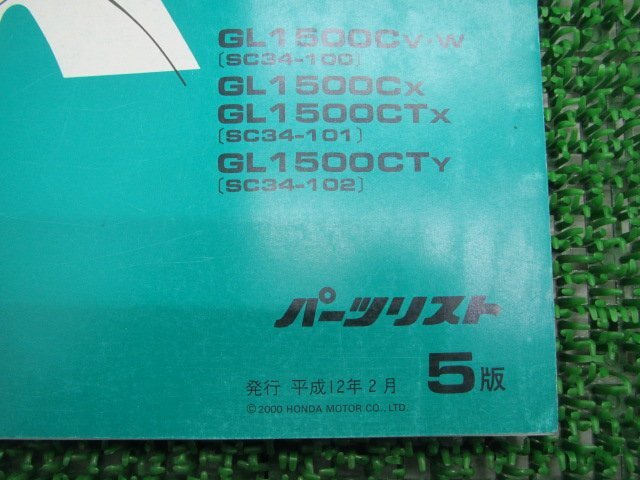 GL1500CV・W
〔SC34-100〕
GL1500CX
GL1500CTX
〔SC34-101〕
GL1500CTY
〔SC34-102〕
パーツリスト
発行 平成12年2月 5版
©2000 HONDA MOTOR CO., LTD.